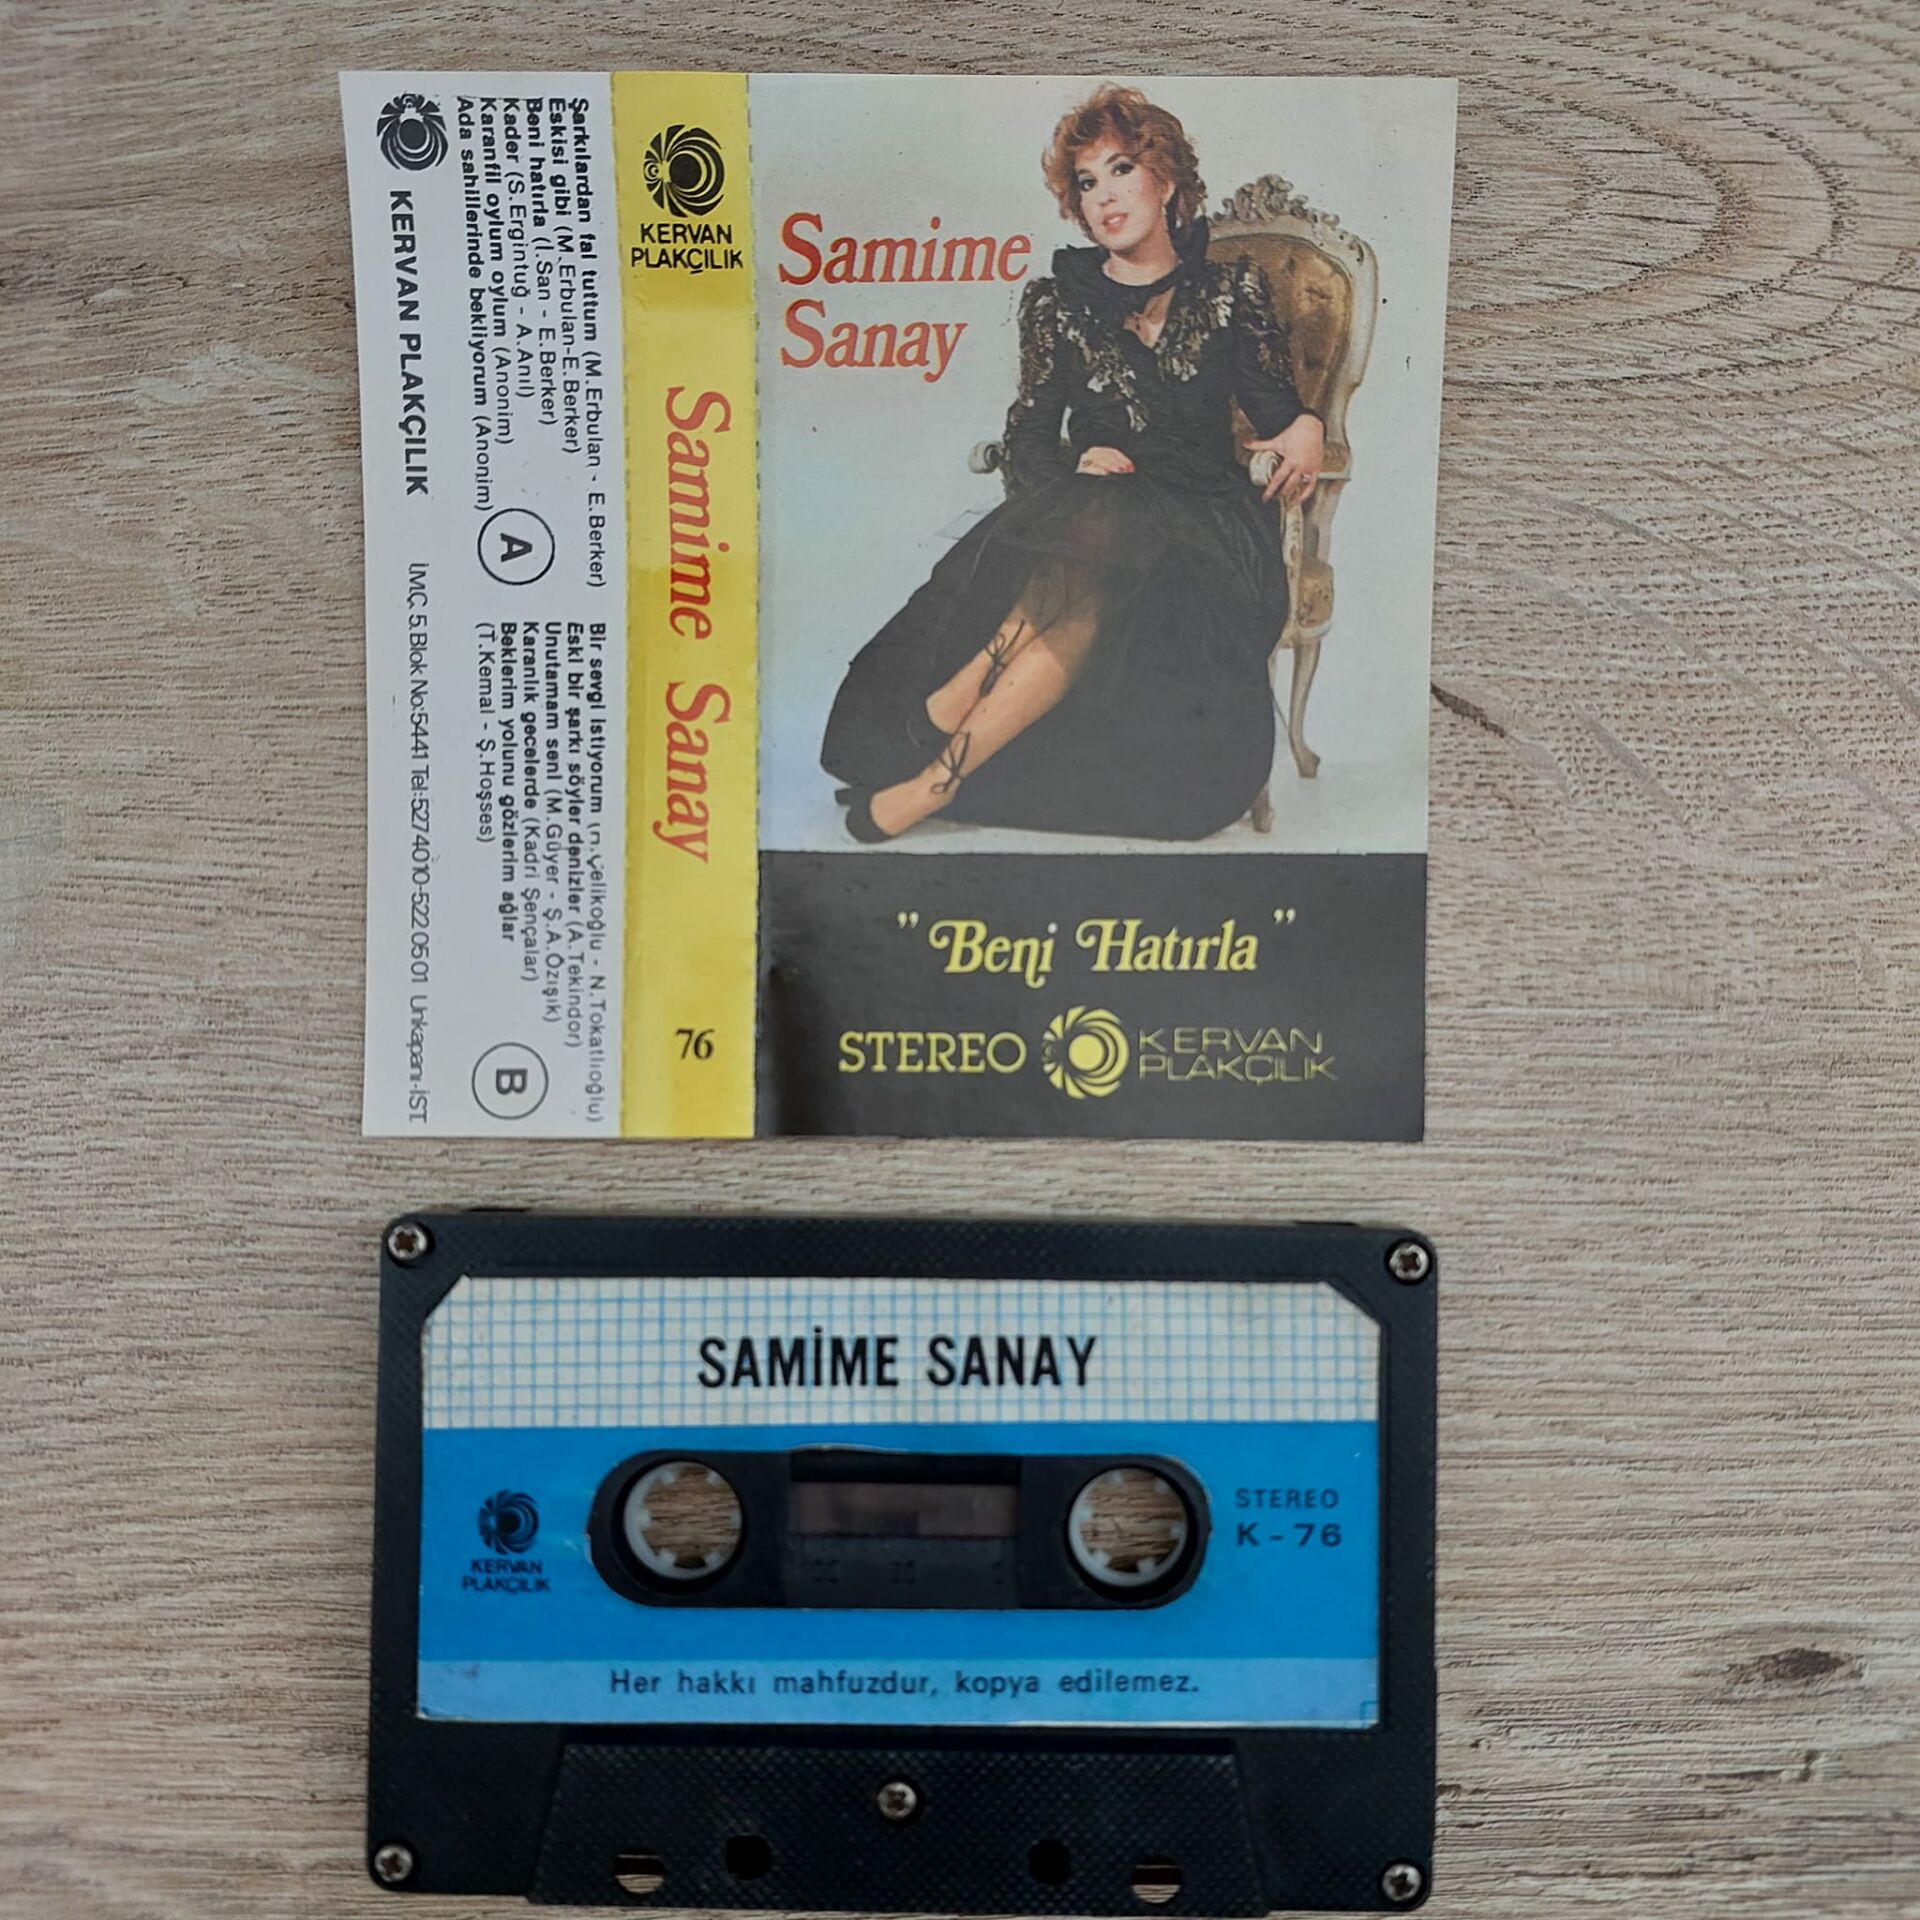 KERVAN PLAKÇILIK İMÇ. 5. Blok No:5441 Tel:527 40 10-522 05 01 Unkapanı-İST.
Şarkılardan fal tuttum (M.Erbulan - E.Berker)
Eskisi gibi (M.Erbulan-E.Berker)
Beni hatırla (İ.San - E.Berker)
Kader (S.Ergintuğ - A.Anıl)
Karanfil oylum oylum (Anonim)
Ada sahillerinde bekliyorum (Anonim)
A
Bir sevgi istiyorum Çelikoğlu - N.Tokatlıoğlu)
Eski bir şarkı söyler denizler (A.Tekindor)
Unutamam seni (M.Güyer - Ş.A.Özışık)
Karanlık gecelerde (Kadri Şençalar)
Beklerim yolunu gözlerim ağlar
(T.Kemal - Ş.Hoşses)
B
KERVAN
PLAKÇILIK
Samime Sanay
76
Samime
Sanay
"Beni Hatırla"
STEREO
KERVAN
PLAKÇILIK
SAMİME SANAY
KERVAN
PLAKÇILIK
STEREO
K-76
Her hakkı mahfuzdur, kopya edilemez.